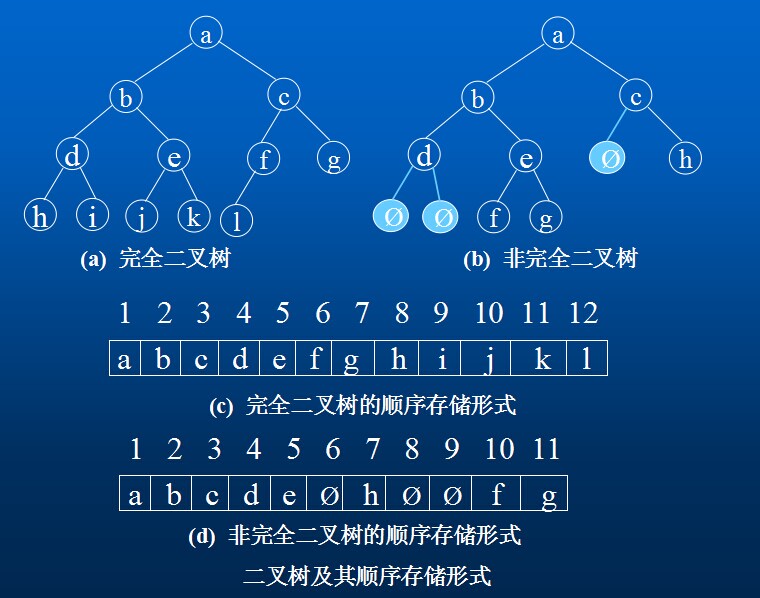 a a
b c b c
d e f g d e Ø h
h i j k l Ø Ø f g
(a) 完全二叉树 (b) 非完全二叉树
1 2 3 4 5 6 7 8 9 10 11 12
a b c d e f g h i j k l
(c) 完全二叉树的顺序存储形式
1 2 3 4 5 6 7 8 9 10 11
a b c d e Ø h Ø Ø f g
(d) 非完全二叉树的顺序存储形式
二叉树及其顺序存储形式